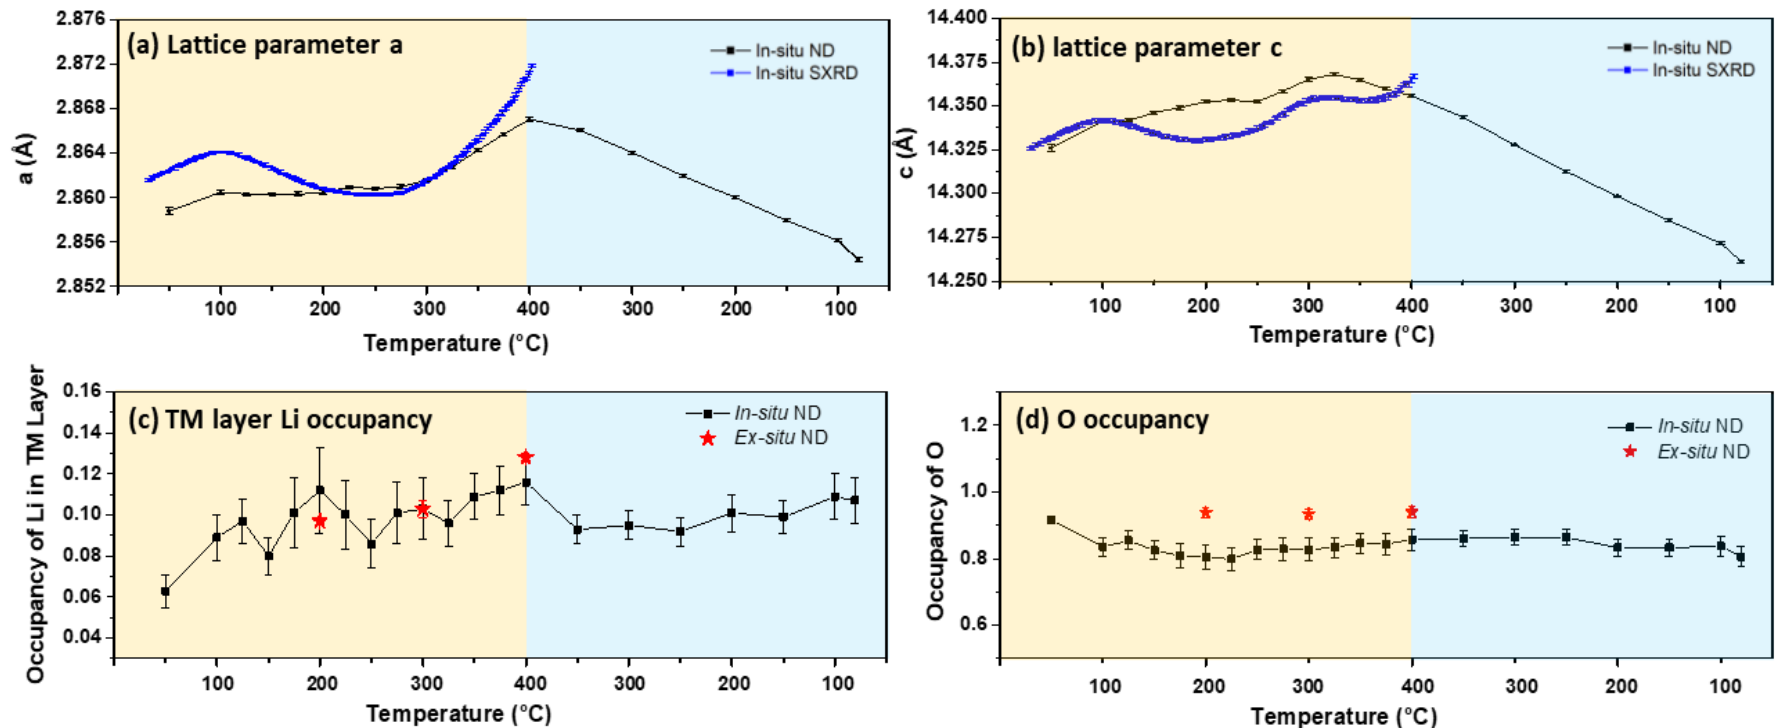 (a) Lattice parameter a
In-situ ND
In-situ SXRD
2.876
2.872
2.868
2.864
2.860
2.856
2.852
a (Å)
100 200 300 400 300 200 100
Temperature (°C)
(b) lattice parameter c
In-situ ND
In-situ SXRD
14.400
14.375
14.350
14.325
14.300
14.275
14.250
c (Å)
100 200 300 400 300 200 100
Temperature (°C)
(c) TM layer Li occupancy
In-situ ND
Ex-situ ND
0.16
0.14
0.12
0.10
0.08
0.06
0.04
Occupancy of Li in TM Layer
100 200 300 400 300 200 100
Temperature (°C)
(d) O occupancy
In-situ ND
Ex-situ ND
1.2
1.0
0.8
0.6
Occupancy of O
100 200 300 400 300 200 100
Temperature (°C)